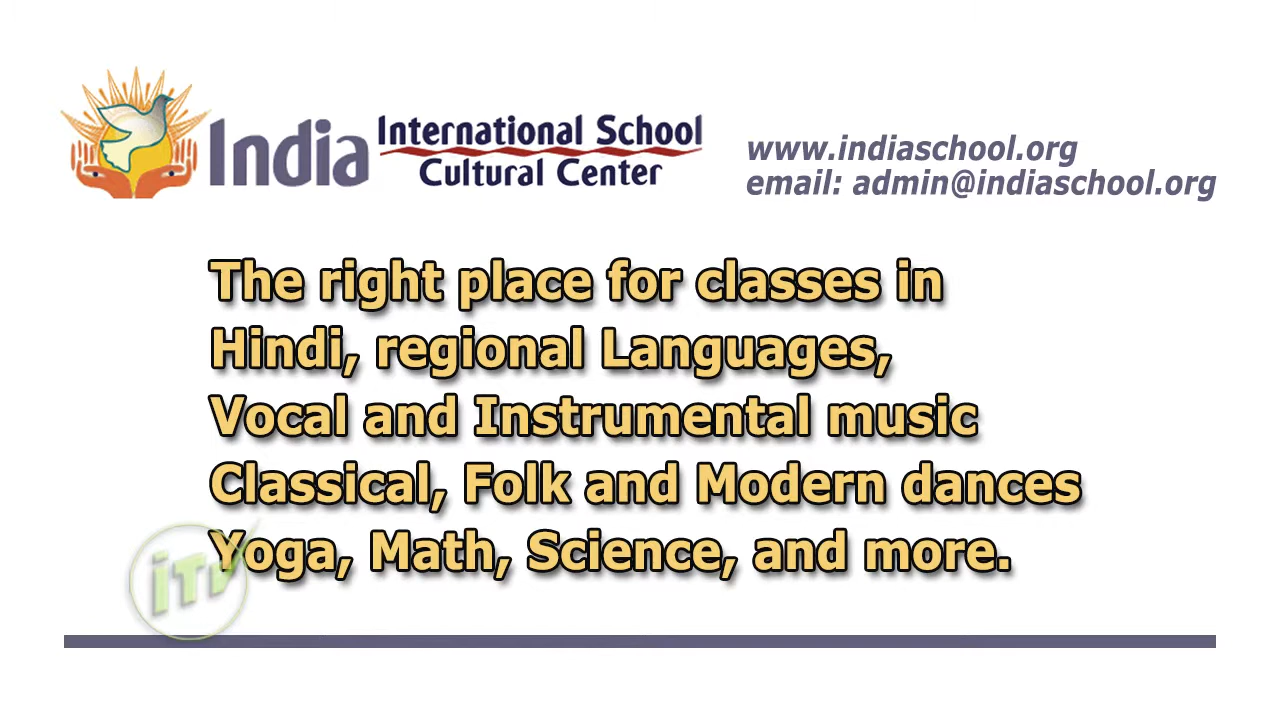 India International School
Cultural Center
www.indiaschool.org
email: admin@indiaschool.org
The right place for classes in
Hindi, regional Languages,
Vocal and Instrumental music
Classical, Folk and Modern dances
Yoga, Math, Science, and more.
iTV